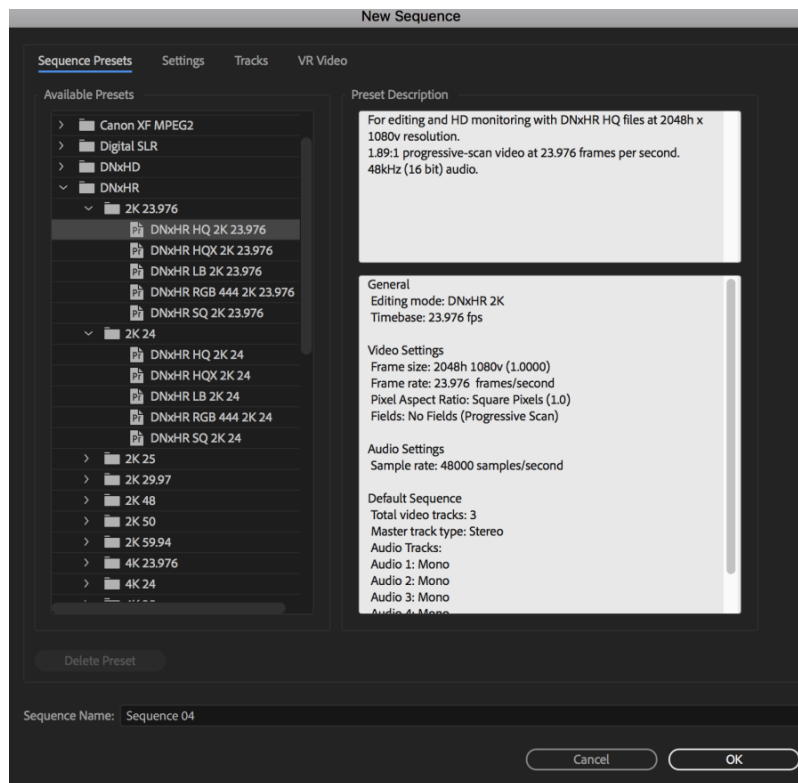 New Sequence
Sequence Presets Settings Tracks VR Video
Available Presets
Canon XF MPEG2
Digital SLR
DNxHD
DNxHR
2K 23.976
DNxHR HQ 2K 23.976
DNxHR HQX 2K 23.976
DNxHR LB 2K 23.976
DNxHR RGB 444 2K 23.976
DNxHR SQ 2K 23.976
2K 24
DNxHR HQ 2K 24
DNxHR HQX 2K 24
DNxHR LB 2K 24
DNxHR RGB 444 2K 24
DNxHR SQ 2K 24
2K 25
2K 29.97
2K 48
2K 50
2K 59.94
4K 23.976
4K 24
Preset Description
For editing and HD monitoring with DNxHR HQ files at 2048h x
1080v resolution.
1.89:1 progressive-scan video at 23.976 frames per second.
48kHz (16 bit) audio.
General
Editing mode: DNxHR 2K
Timebase: 23.976 fps
Video Settings
Frame size: 2048h 1080v (1.0000)
Frame rate: 23.976 frames/second
Pixel Aspect Ratio: Square Pixels (1.0)
Fields: No Fields (Progressive Scan)
Audio Settings
Sample rate: 48000 samples/second
Default Sequence
Total video tracks: 3
Master track type: Stereo
Audio Tracks:
Audio 1: Mono
Audio 2: Mono
Audio 3: Mono
Audio 4: Mono
Delete Preset
Sequence Name: Sequence 04
Cancel OK